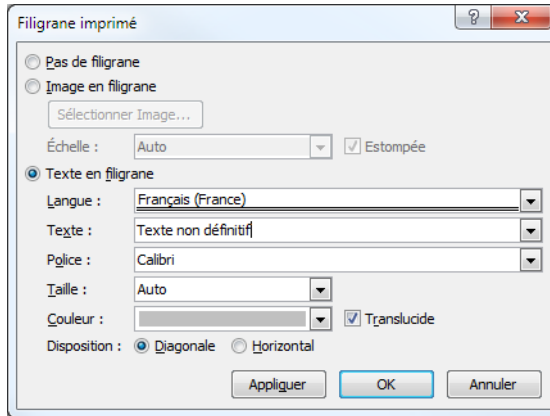 Filigrane imprimé
Pas de filigrane
Image en filigrane
Sélectionner Image...
Échelle : Auto Estompée
Texte en filigrane
Langue : Français (France)
Texte : Texte non définitif
Police : Calibri
Taille : Auto
Couleur : Translucide
Disposition : Diagonale Horizontal
Appliquer OK Annuler